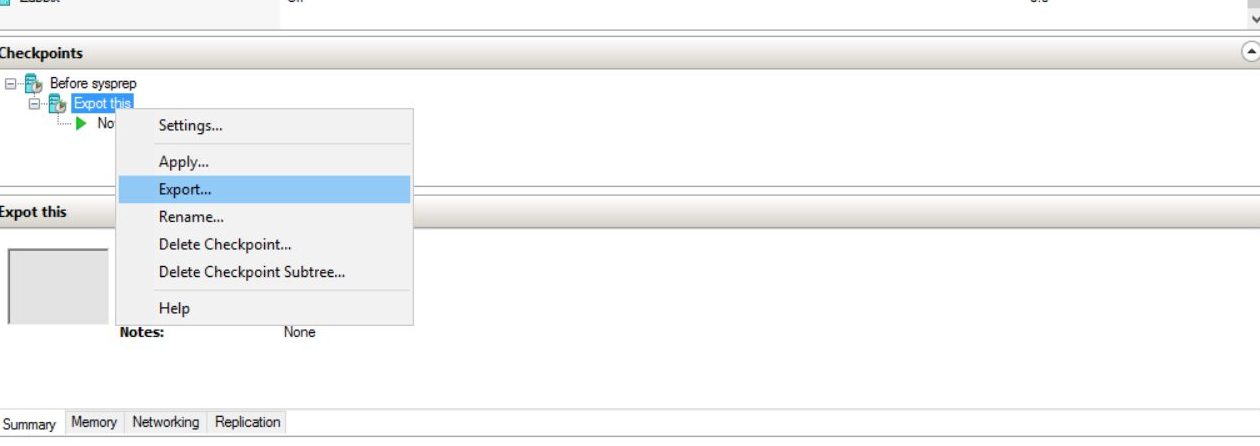 Checkpoints
Before sysprep
Expot this
Settings...
Apply...
Export...
Rename...
Delete Checkpoint...
Delete Checkpoint Subtree...
Help
Expot this
Notes: None
Summary Memory Networking Replication